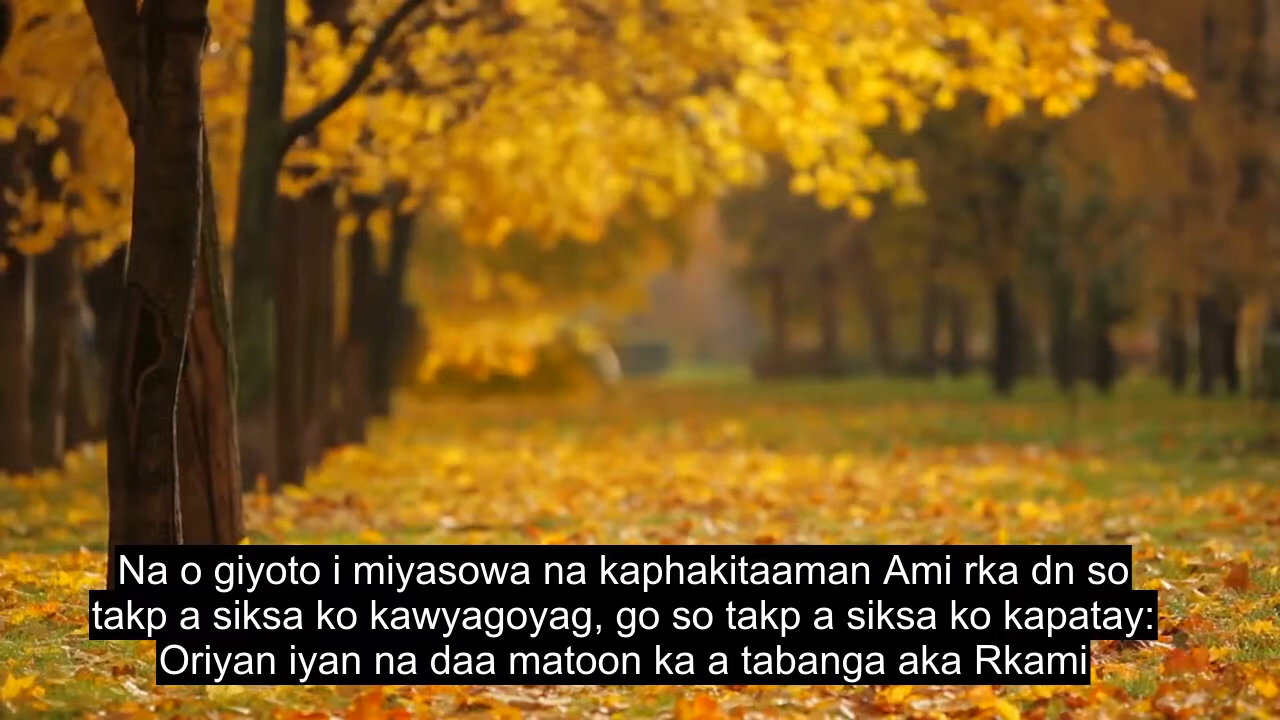 Na o giyoto i miyasowa na kaphakitaaman Ami rka dn so
takp a siksa ko kawyagoyag, go so takp a siksa ko kapatay:
Oriyan iyan na daa matoon ka a tabanga aka Rkami